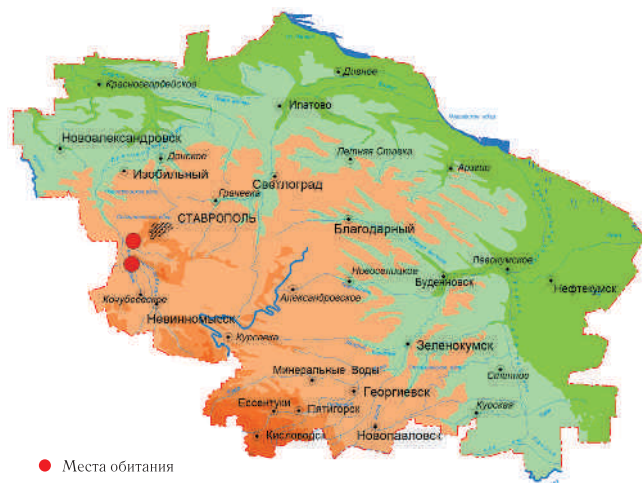 Дивное
Красногвардейское
Ипатово
Новоалександровск
Донское
Летняя Ставка
Изобильный
Арзгир
Светлоград
Грачевка
СТАВРОПОЛЬ
Благодарный
Левокумское
Новоселицкое
Буденновск
Нефтекумск
Кочубеевское
Александровское
Невинномысск
Курсавка
Зеленокумск
Минеральные Воды
Степное
Георгиевск
Ессентуки
Пятигорск
Курская
Кисловодск
Новопавловск
Места обитания